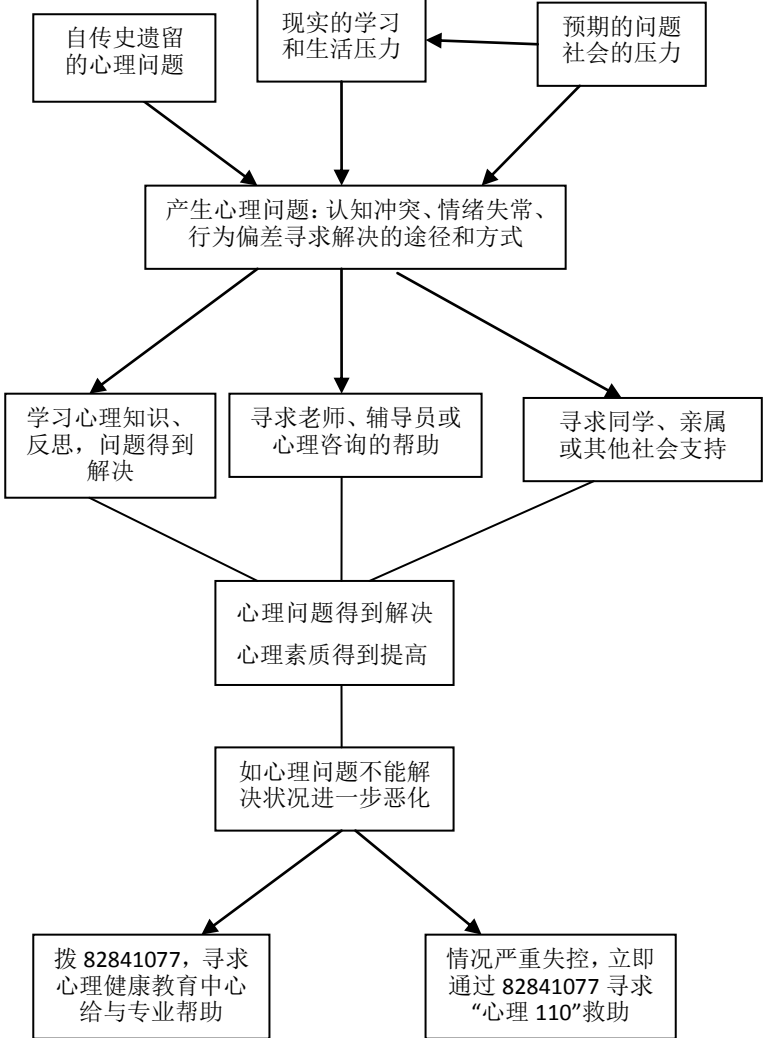 自传史遗留
的心理问题
现实的学习
和生活压力
预期的问题
社会的压力
产生心理问题：认知冲突、情绪失常、
行为偏差寻求解决的途径和方式
学习心理知识、
反思，问题得到
解决
寻求老师、辅导员或
心理咨询的帮助
寻求同学、亲属
或其他社会支持
心理问题得到解决
心理素质得到提高
如心理问题不能解
决状况进一步恶化
拨 82841077，寻求
心理健康教育中心
给与专业帮助
情况严重失控，立即
通过 82841077 寻求
“心理 110”救助